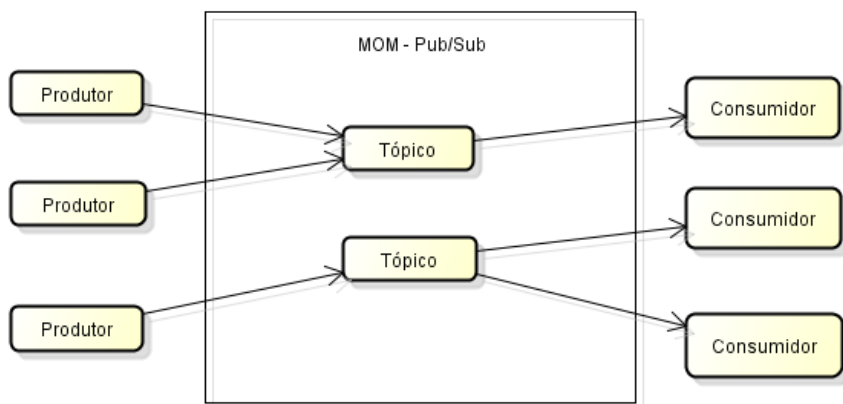 MOM - Pub/Sub
Produtor
Consumidor
Tópico
Produtor
Consumidor
Tópico
Produtor
Consumidor